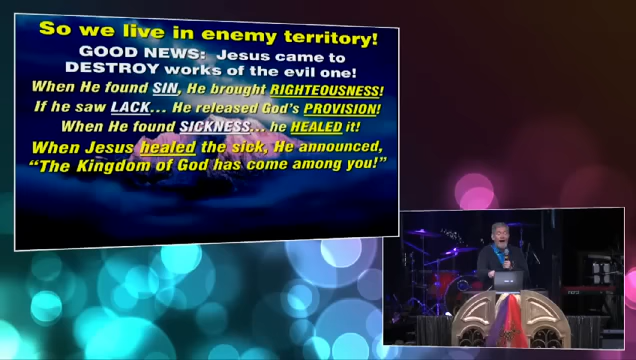 So we live in enemy territory!
GOOD NEWS: Jesus came to
DESTROY works of the evil one!
When He found SIN, He brought RIGHTEOUSNESS!
If he saw LACK... He released God's PROVISION!
When He found SICKNESS... he HEALED it!
When Jesus healed the sick, He announced,
“The Kingdom of God has come among you!”